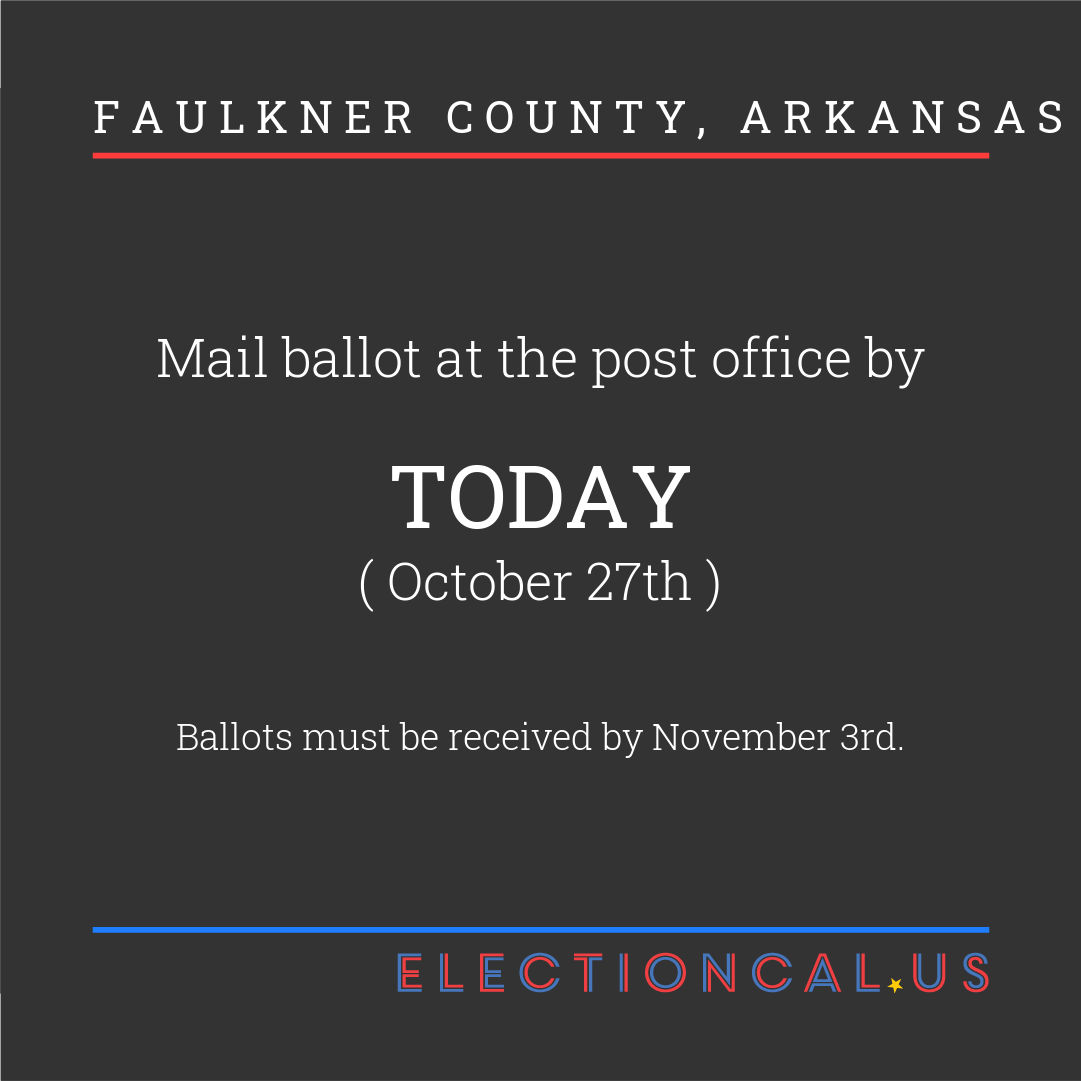 FAULKNER COUNTY, ARKANSAS
Mail ballot at the post office by
TODAY
( October 27th )
Ballots must be received by November 3rd.
ELECTIONCAL.US